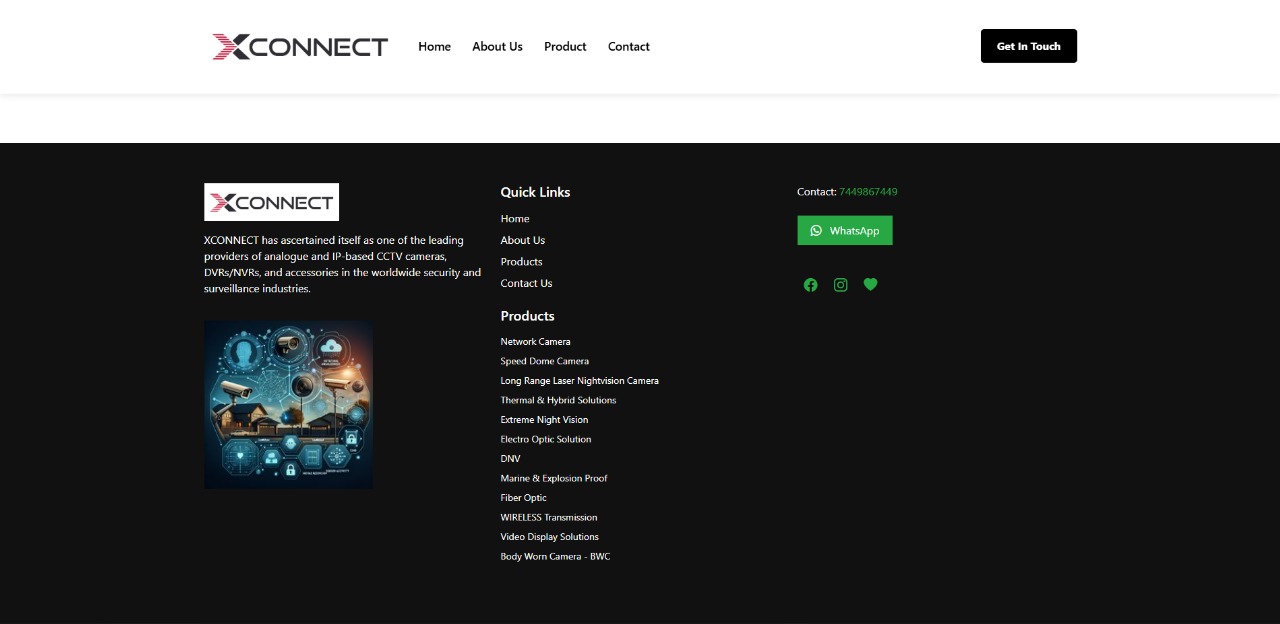 XCONNECT
Home
About Us
Product
Contact
Get In Touch
XCONNECT
XCONNECT has ascertained itself as one of the leading
providers of analogue and IP-based CCTV cameras,
DVRs/NVRs, and accessories in the worldwide security and
surveillance industries.
Quick Links
Home
About Us
Products
Contact Us
Products
Network Camera
Speed Dome Camera
Long Range Laser Nightvision Camera
Thermal & Hybrid Solutions
Extreme Night Vision
Electro Optic Solution
DNV
Marine & Explosion Proof
Fiber Optic
WIRELESS Transmission
Video Display Solutions
Body Worn Camera - BWC
Contact: 7449867449
WhatsApp